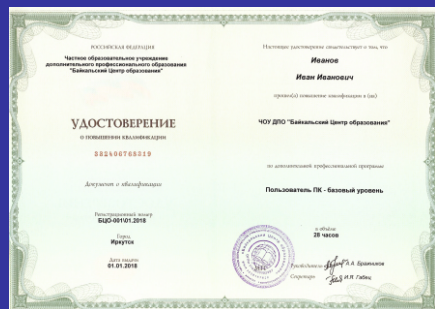 РОССИЙСКАЯ ФЕДЕРАЦИЯ
Частное образовательное учреждение
дополнительного профессионального образования
"Байкальский Центр образования"
УДОСТОВЕРЕНИЕ
О ПОВЫШЕНИИ КВАЛИФИКАЦИИ
382406769319
Документ о квалификации
Регистрационный номер
БЦО-001\01.2018
Город
Иркутск
Дата выдачи
01.01.2018
Настоящее удостоверение свидетельствует о том, что
Иванов
Иван Иванович
прошел(а) повышение квалификации в (на)
ЧОУ ДПО "Байкальский Центр образования"
по дополнительной профессиональной программе
Пользователь ПК - базовый уровень
в объёме
28 часов
Руководитель
Секретарь И.Я. Габец